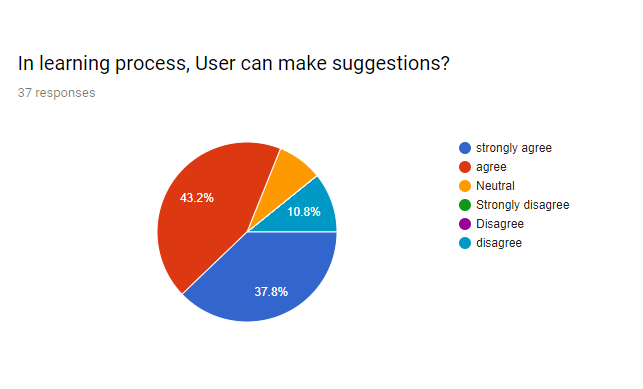 In learning process, User can make suggestions?
37 responses
strongly agree
agree
Neutral
Strongly disagree
Disagree
disagree
43.2%
10.8%
37.8%